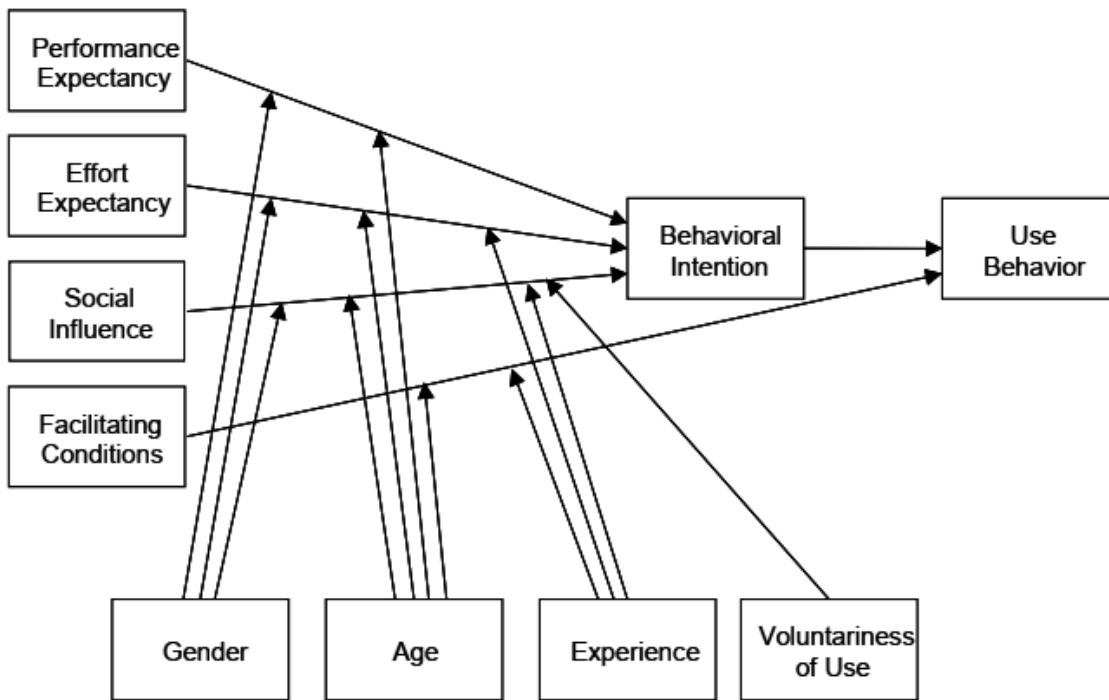 Performance
Expectancy
Effort
Expectancy
Social
Influence
Facilitating
Conditions
Behavioral
Intention
Use
Behavior
Gender
Age
Experience
Voluntariness
of Use